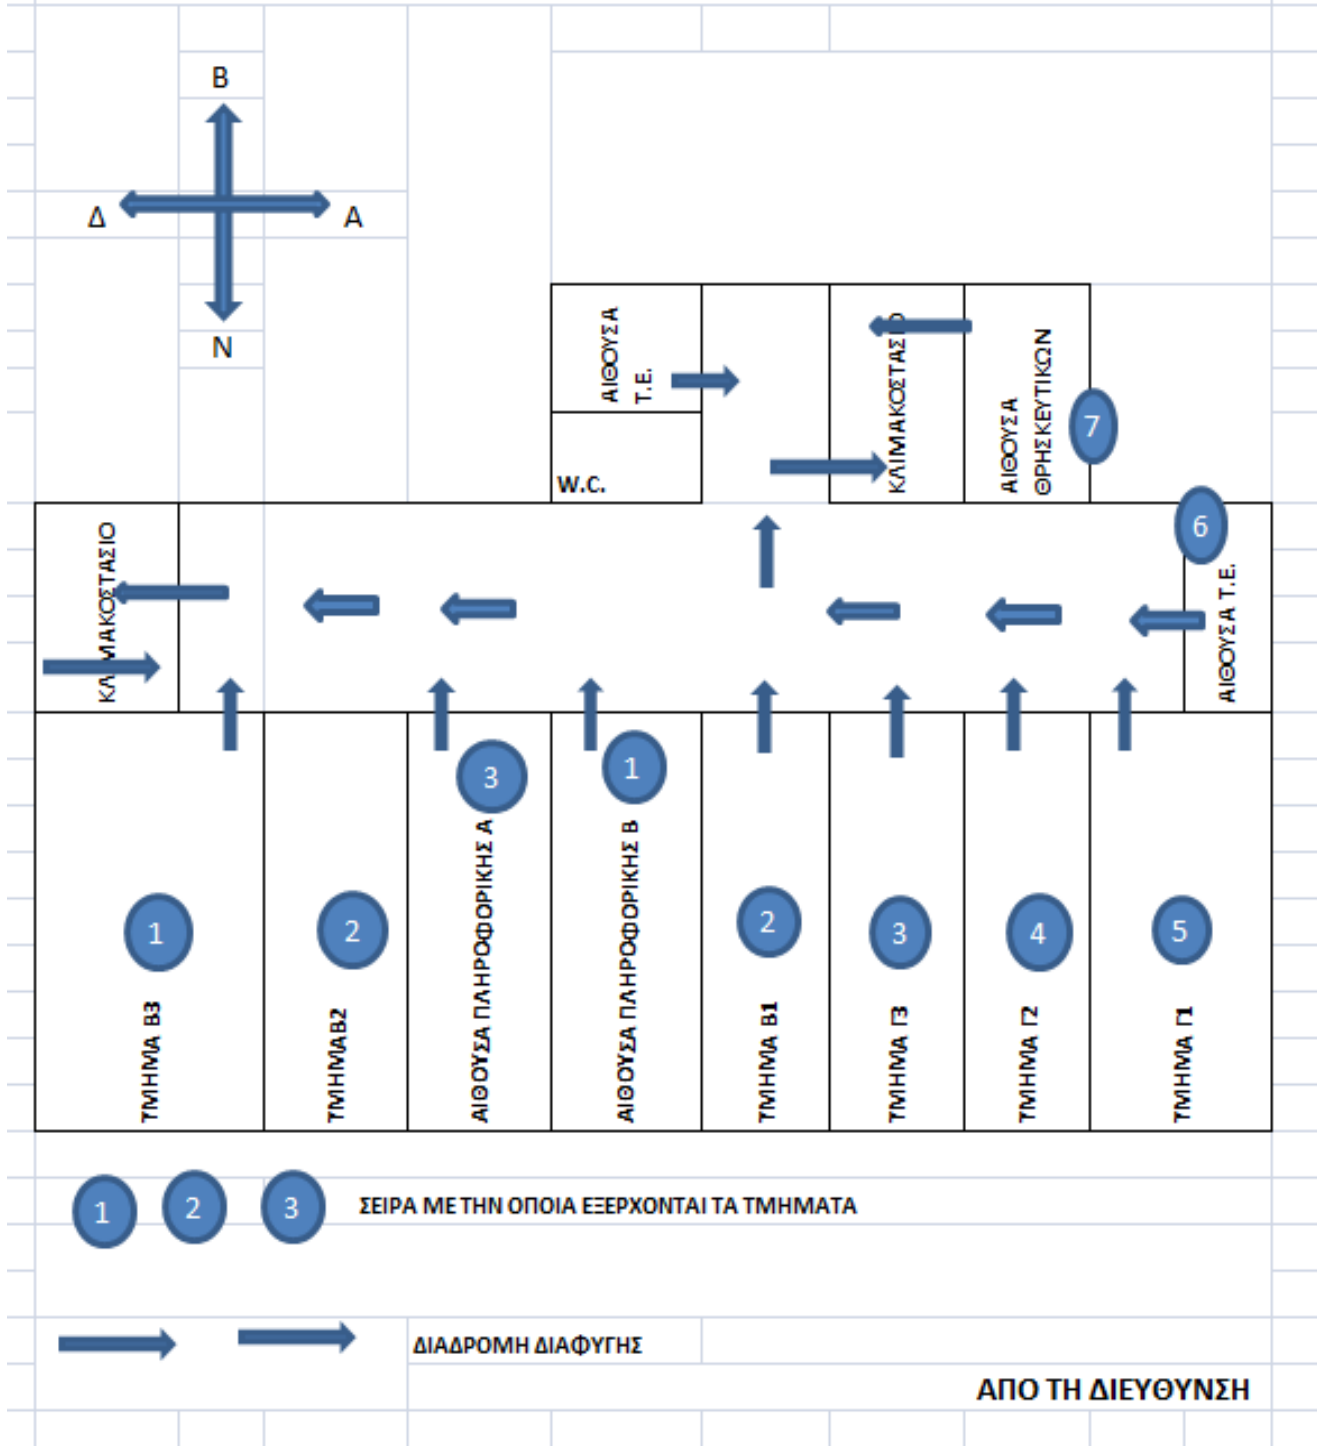 Β
Δ
Α
Ν
ΑΙΘΟΥΣΑ
Τ.Ε.
ΚΛΙΜΑΚΟΣΤΑΣΙΟ
ΑΙΘΟΥΣΑ
ΘΡΗΣΚΕΥΤΙΚΩΝ
7
W.C.
ΚΛΙΜΑΚΟΣΤΑΣΙΟ
6
ΑΙΘΟΥΣΑ Τ.Ε.
1
ΤΜΗΜΑ Β3
2
ΤΜΗΜΑΒ2
3
ΑΙΘΟΥΣΑ ΠΛΗΡΟΦΟΡΙΚΗΣ Α
1
ΑΙΘΟΥΣΑ ΠΛΗΡΟΦΟΡΙΚΗΣ Β
2
ΤΜΗΜΑ Β1
3
ΤΜΗΜΑ Γ3
4
ΤΜΗΜΑ Γ2
5
ΤΜΗΜΑ Γ1
1 2 3 ΣΕΙΡΑ ΜΕ ΤΗΝ ΟΠΟΙΑ ΕΞΕΡΧΟΝΤΑΙ ΤΑ ΤΜΗΜΑΤΑ
ΔΙΑΔΡΟΜΗ ΔΙΑΦΥΓΗΣ
ΑΠΟ ΤΗ ΔΙΕΥΘΥΝΣΗ